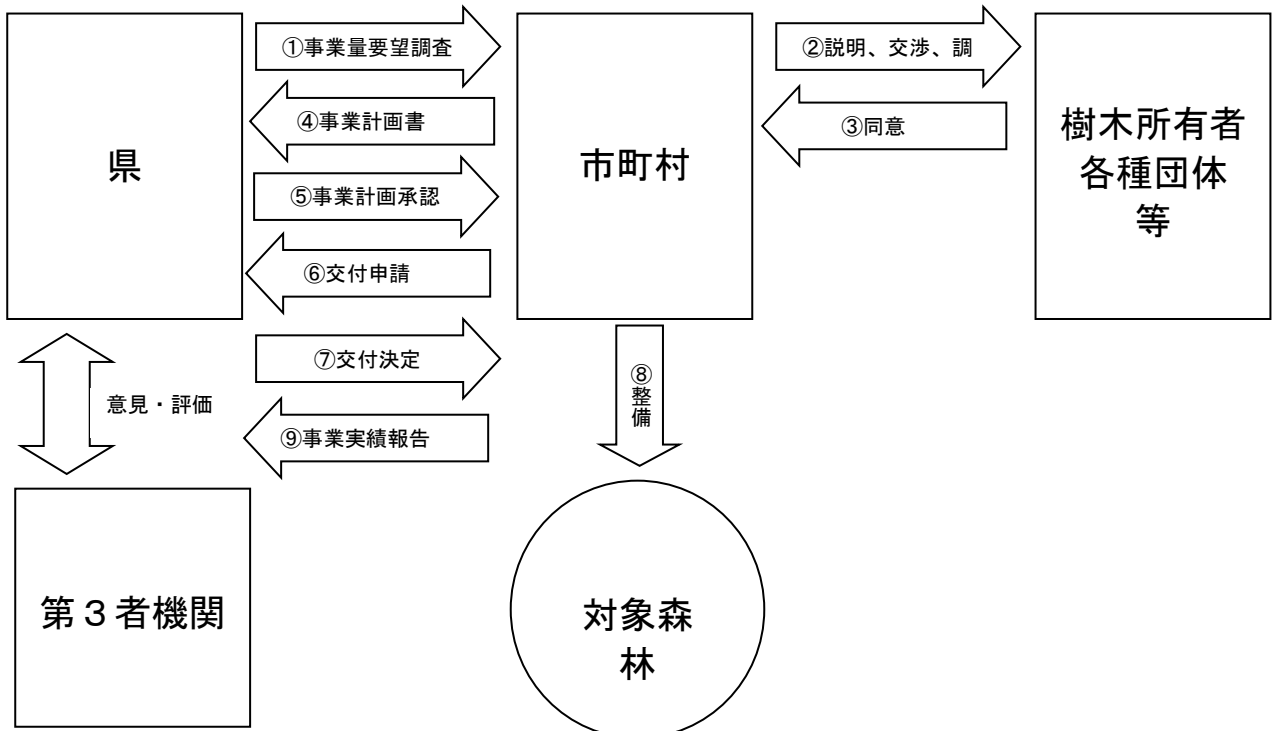 県
①事業量要望調査
④事業計画書
⑤事業計画承認
⑥交付申請
⑦交付決定
⑨事業実績報告
市町村
②説明、交渉、調
③同意
樹木所有者
各種団体
等
意見・評価
⑧整備
第３者機関
対象森
林